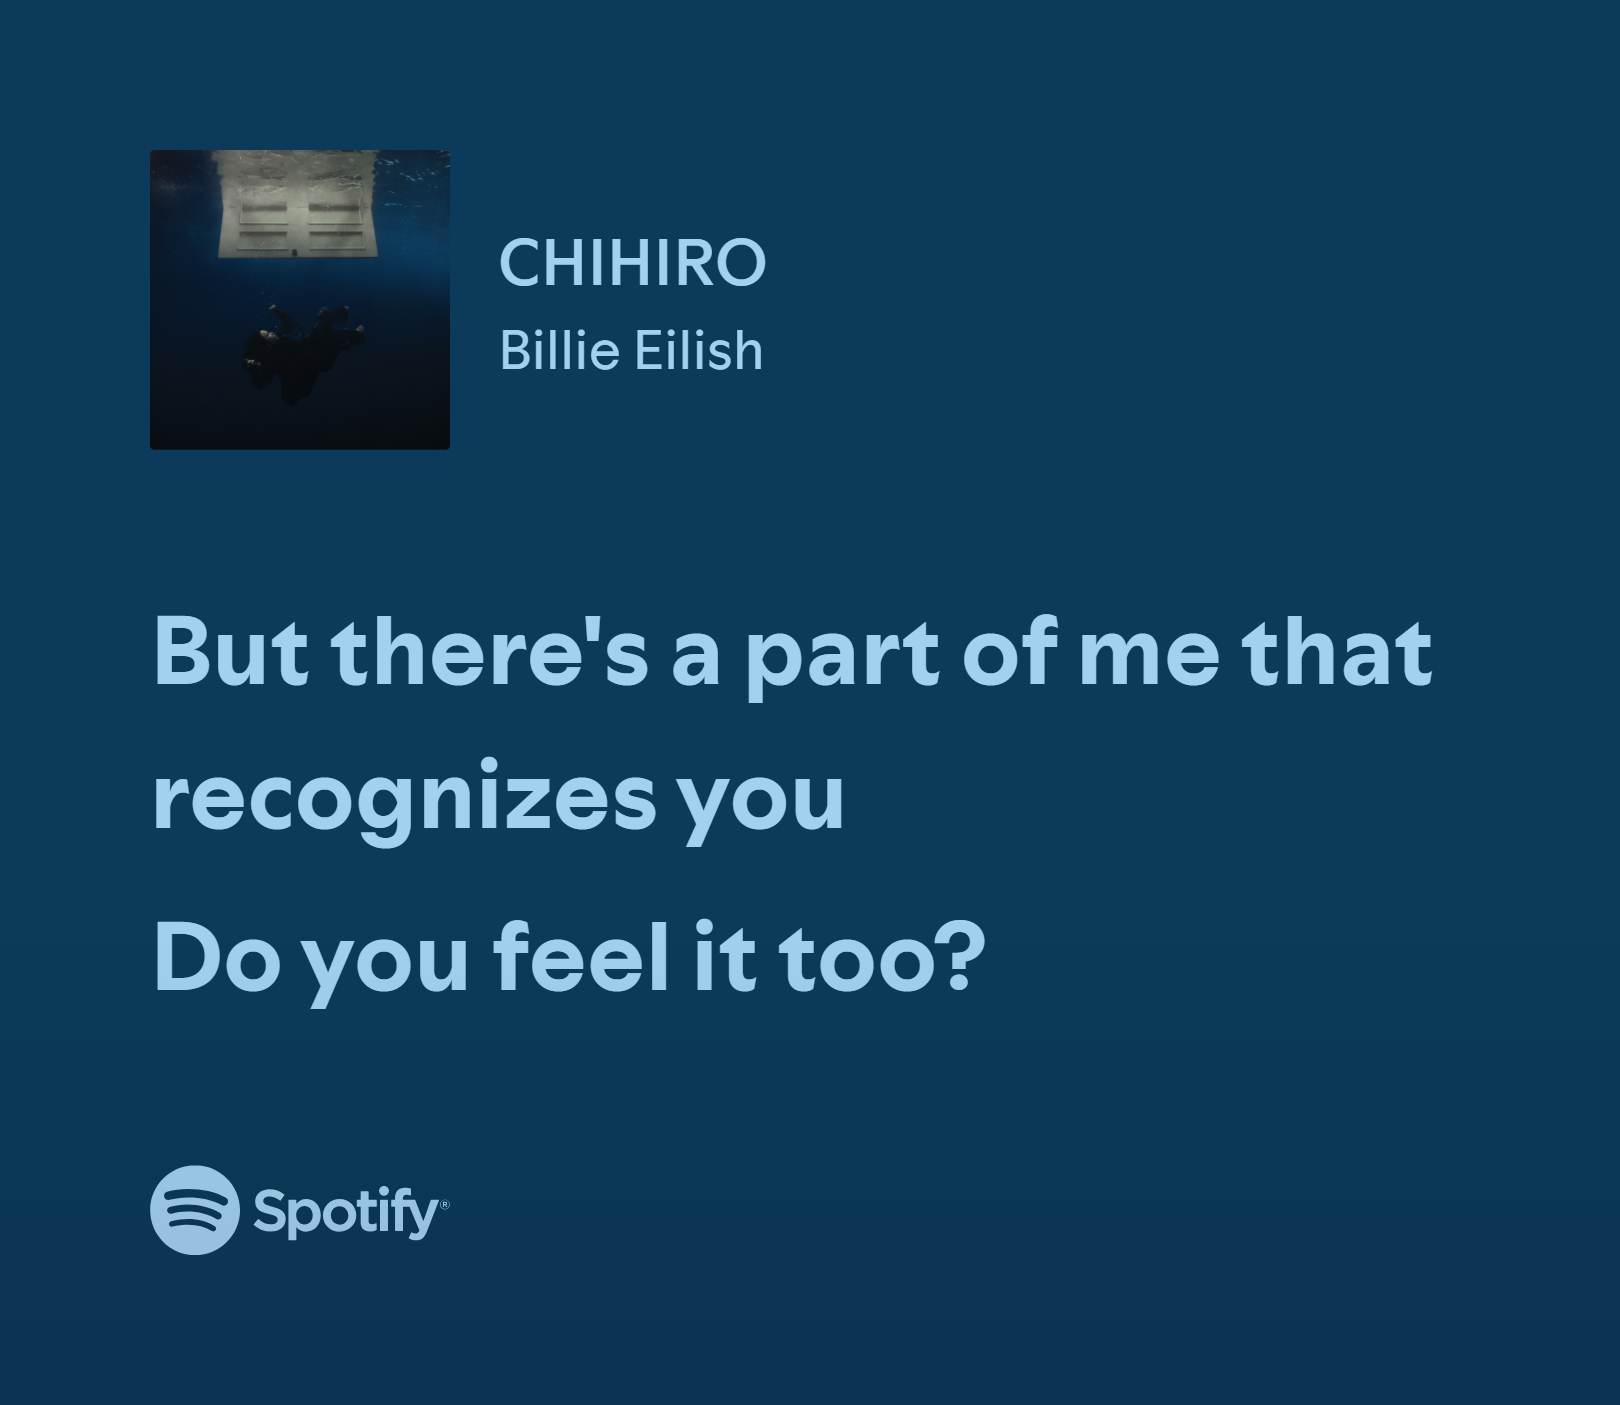 CHIHIRO
Billie Eilish
But there's a part of me that
recognizes you
Do you feel it too?
Spotify®